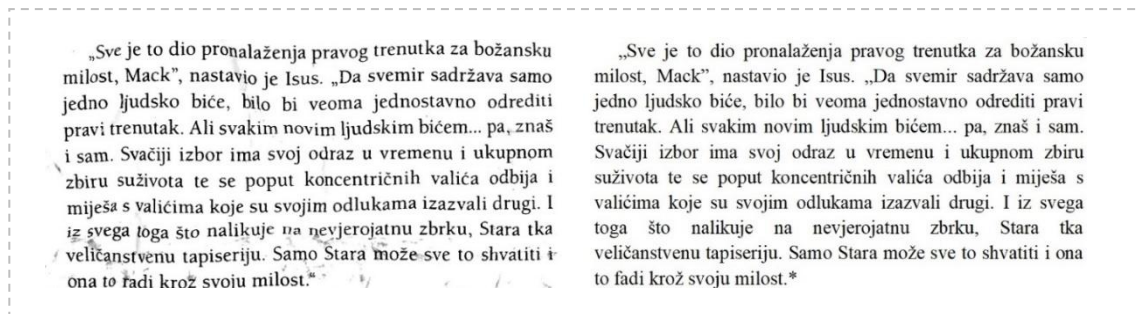 „Sve je to dio pronalaženja pravog trenutka za božansku
milost, Mack”, nastavio je Isus. „Da svemir sadržava samo
jedno ljudsko biće, bilo bi veoma jednostavno odrediti
pravi trenutak. Ali svakim novim ljudskim bićem... pa, znaš
i sam. Svačiji izbor ima svoj odraz u vremenu i ukupnom
zbiru suživota te se poput koncentričnih valića odbija i
miješa s valićima koje su svojim odlukama izazvali drugi. I
iz svega toga što nalikuje na nevjerojatnu zbrku, Stara tka
veličanstvenu tapiseriju. Samo Stara može sve to shvatiti i
ona to radi kroz svoju milost.“
„Sve je to dio pronalaženja pravog trenutka za božansku
milost, Mack”, nastavio je Isus. „Da svemir sadržava samo
jedno ljudsko biće, bilo bi veoma jednostavno odrediti pravi
trenutak. Ali svakim novim ljudskim bićem... pa, znaš i sam.
Svačiji izbor ima svoj odraz u vremenu i ukupnom zbiru
suživota te se poput koncentričnih valića odbija i miješa s
valićima koje su svojim odlukama izazvali drugi. I iz svega
toga što nalikuje na nevjerojatnu zbrku, Stara tka
veličanstvenu tapiseriju. Samo Stara može sve to shvatiti i ona
to fadi krož svoju milost.*